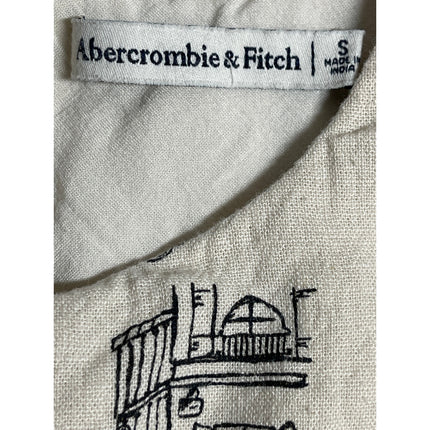 Abercrombie & Fitch
S
MADE IN
INDIA